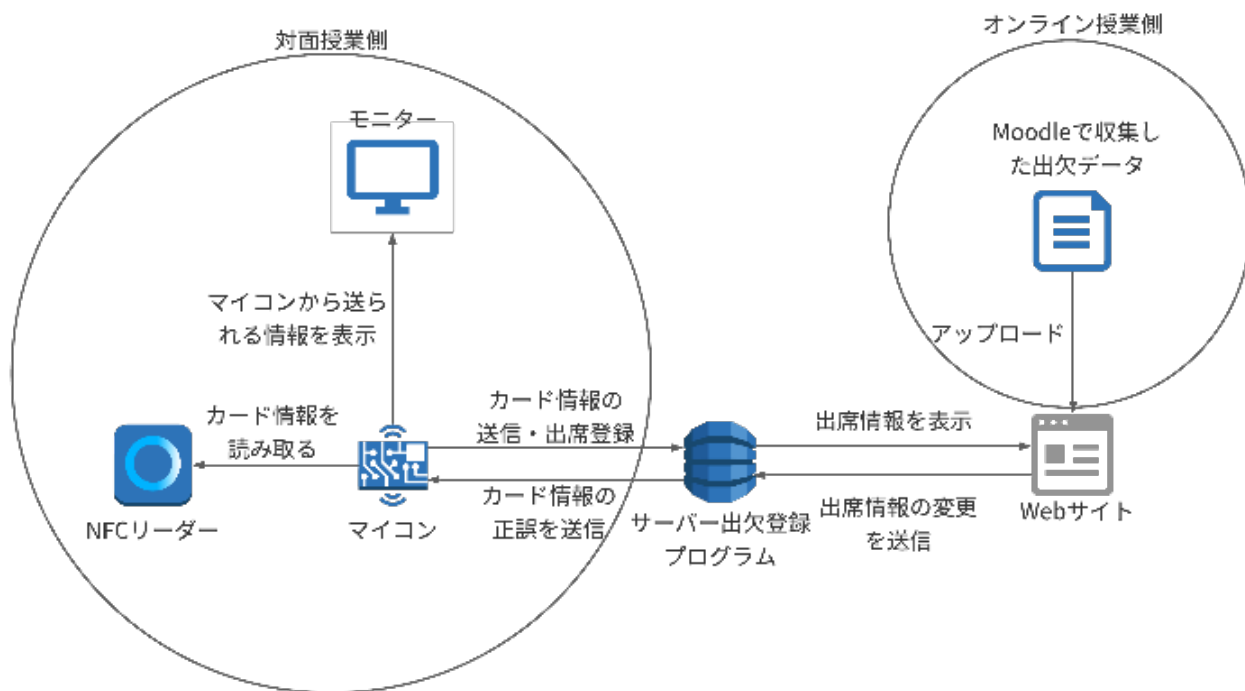 対面授業側
オンライン授業側
モニター
Moodleで収集し
た出欠データ
マイコンから送ら
れる情報を表示
アップロード
カード情報を
読み取る
カード情報の
送信・出席登録
出席情報を表示
NFCリーダー
マイコン
カード情報の
正誤を送信
サーバー出欠登録
プログラム
出席情報の変更
を送信
Webサイト